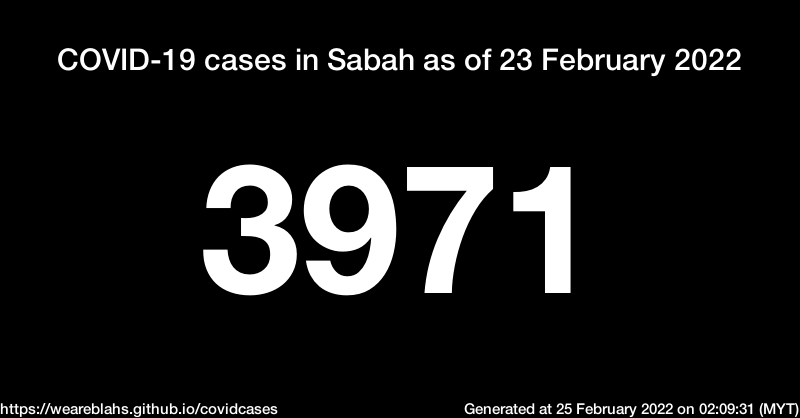 COVID-19 cases in Sabah as of 23 February 2022
3971
https://weareblahs.github.io/covidcases
Generated at 25 February 2022 on 02:09:31 (MYT)